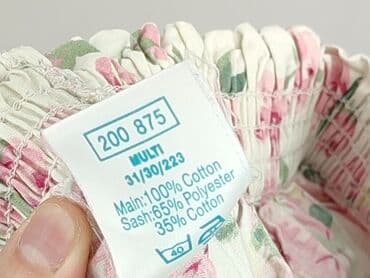 200 875
MULTI
31/30/223
Main:100% Cotton
Sash:65% Polyester
35% Cotton
40